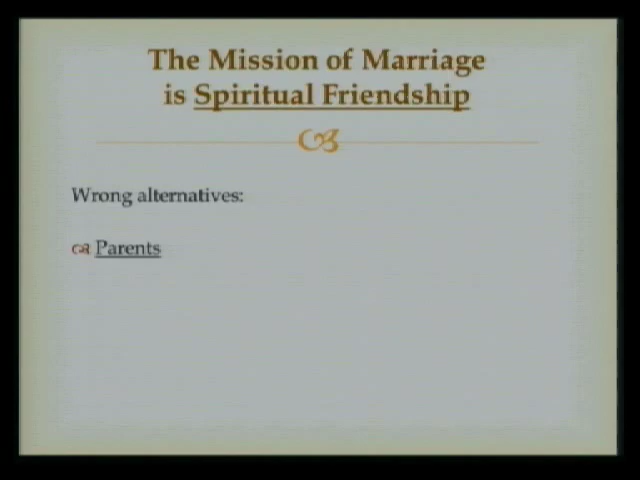 The Mission of Marriage
is Spiritual Friendship
Wrong alternatives:
Parents